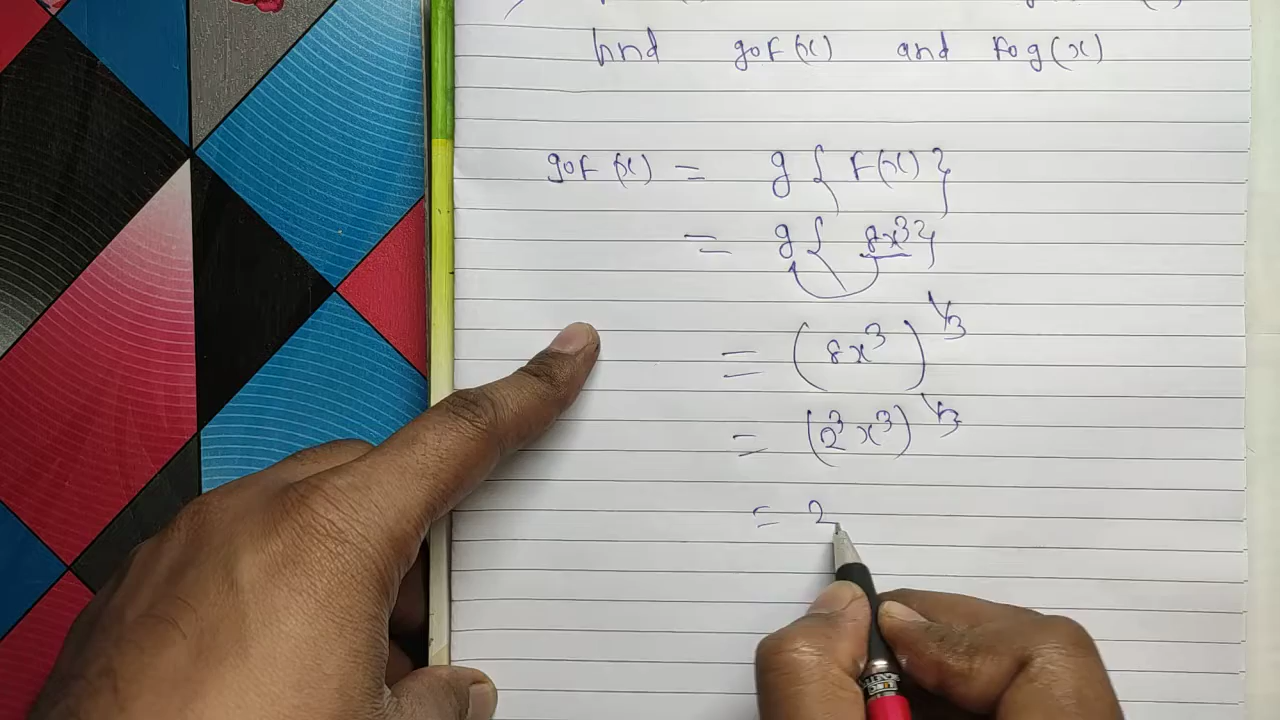 find gof(x) and fog(x)
gof(x) = g{f(x)}
= g{8x³}
= (8x³)^1/3
= (2³x³)^1/3
= 2